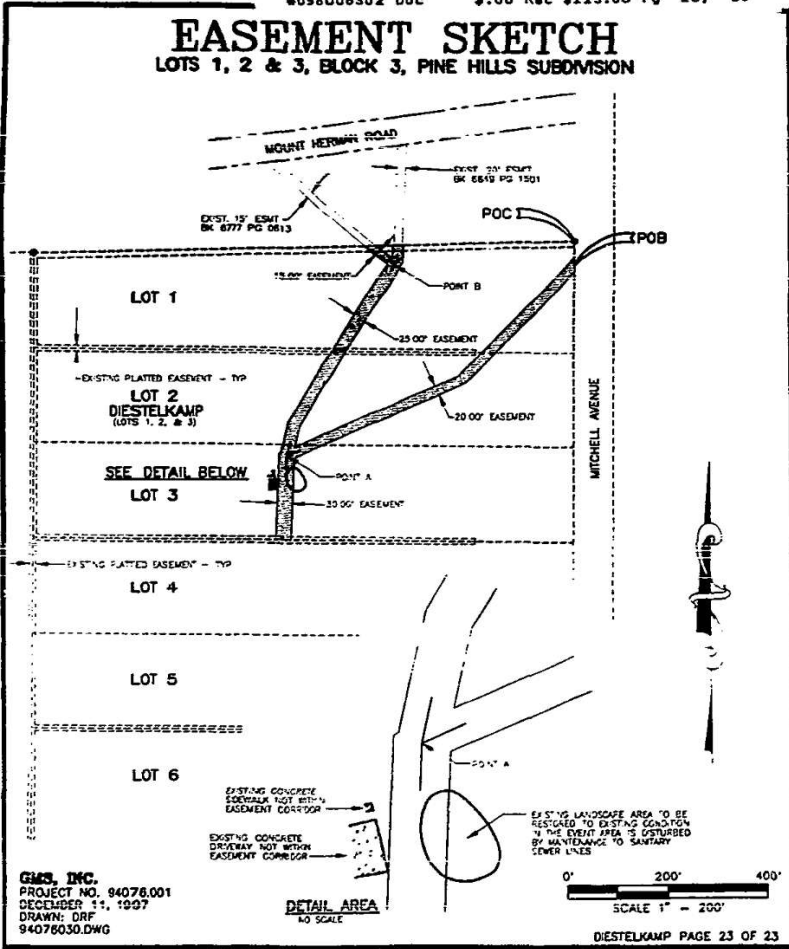 EASEMENT SKETCH
LOTS 1, 2 & 3, BLOCK 3, PINE HILLS SUBDIVISION
MOUNT HERMAN ROAD
EXIST. 20' ESMT
BK 6649 PG 1501
EXIST. 15' ESMT
BK 6777 PG 0613
POC
POB
15.00' EASEMENT
POINT B
LOT 1
25.00' EASEMENT
EXISTING PLATTED EASEMENT - TYP
LOT 2
DIESTELKAMP
(LOTS 1, 2, & 3)
20.00' EASEMENT
MITCHELL AVENUE
SEE DETAIL BELOW
LOT 3
POINT A
30.00' EASEMENT
EXISTING PLATTED EASEMENT - TYP
LOT 4
LOT 5
LOT 6
POINT A
EXISTING CONCRETE
SIDEWALK NOT WITHIN
EASEMENT CORRIDOR
EXISTING CONCRETE
DRIVEWAY NOT WITHIN
EASEMENT CORRIDOR
EXISTING LANDSCAPE AREA TO BE
RESTORED TO EXISTING CONDITION
IN THE EVENT AREA IS DISTURBED
BY MAINTENANCE TO SANITARY
SEWER LINES
GMS, INC.
PROJECT NO. 94076.001
DECEMBER 11, 1997
DRAWN: DRF
94076030.DWG
DETAIL AREA
NO SCALE
0' 200' 400'
SCALE 1" = 200'
DIESTELKAMP PAGE 23 OF 23